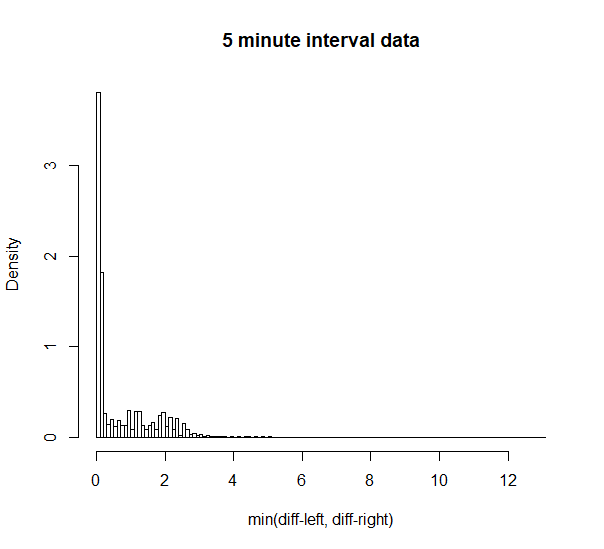 5 minute interval data
Density
3
2
1
0
0 2 4 6 8 10 12
min(diff-left, diff-right)